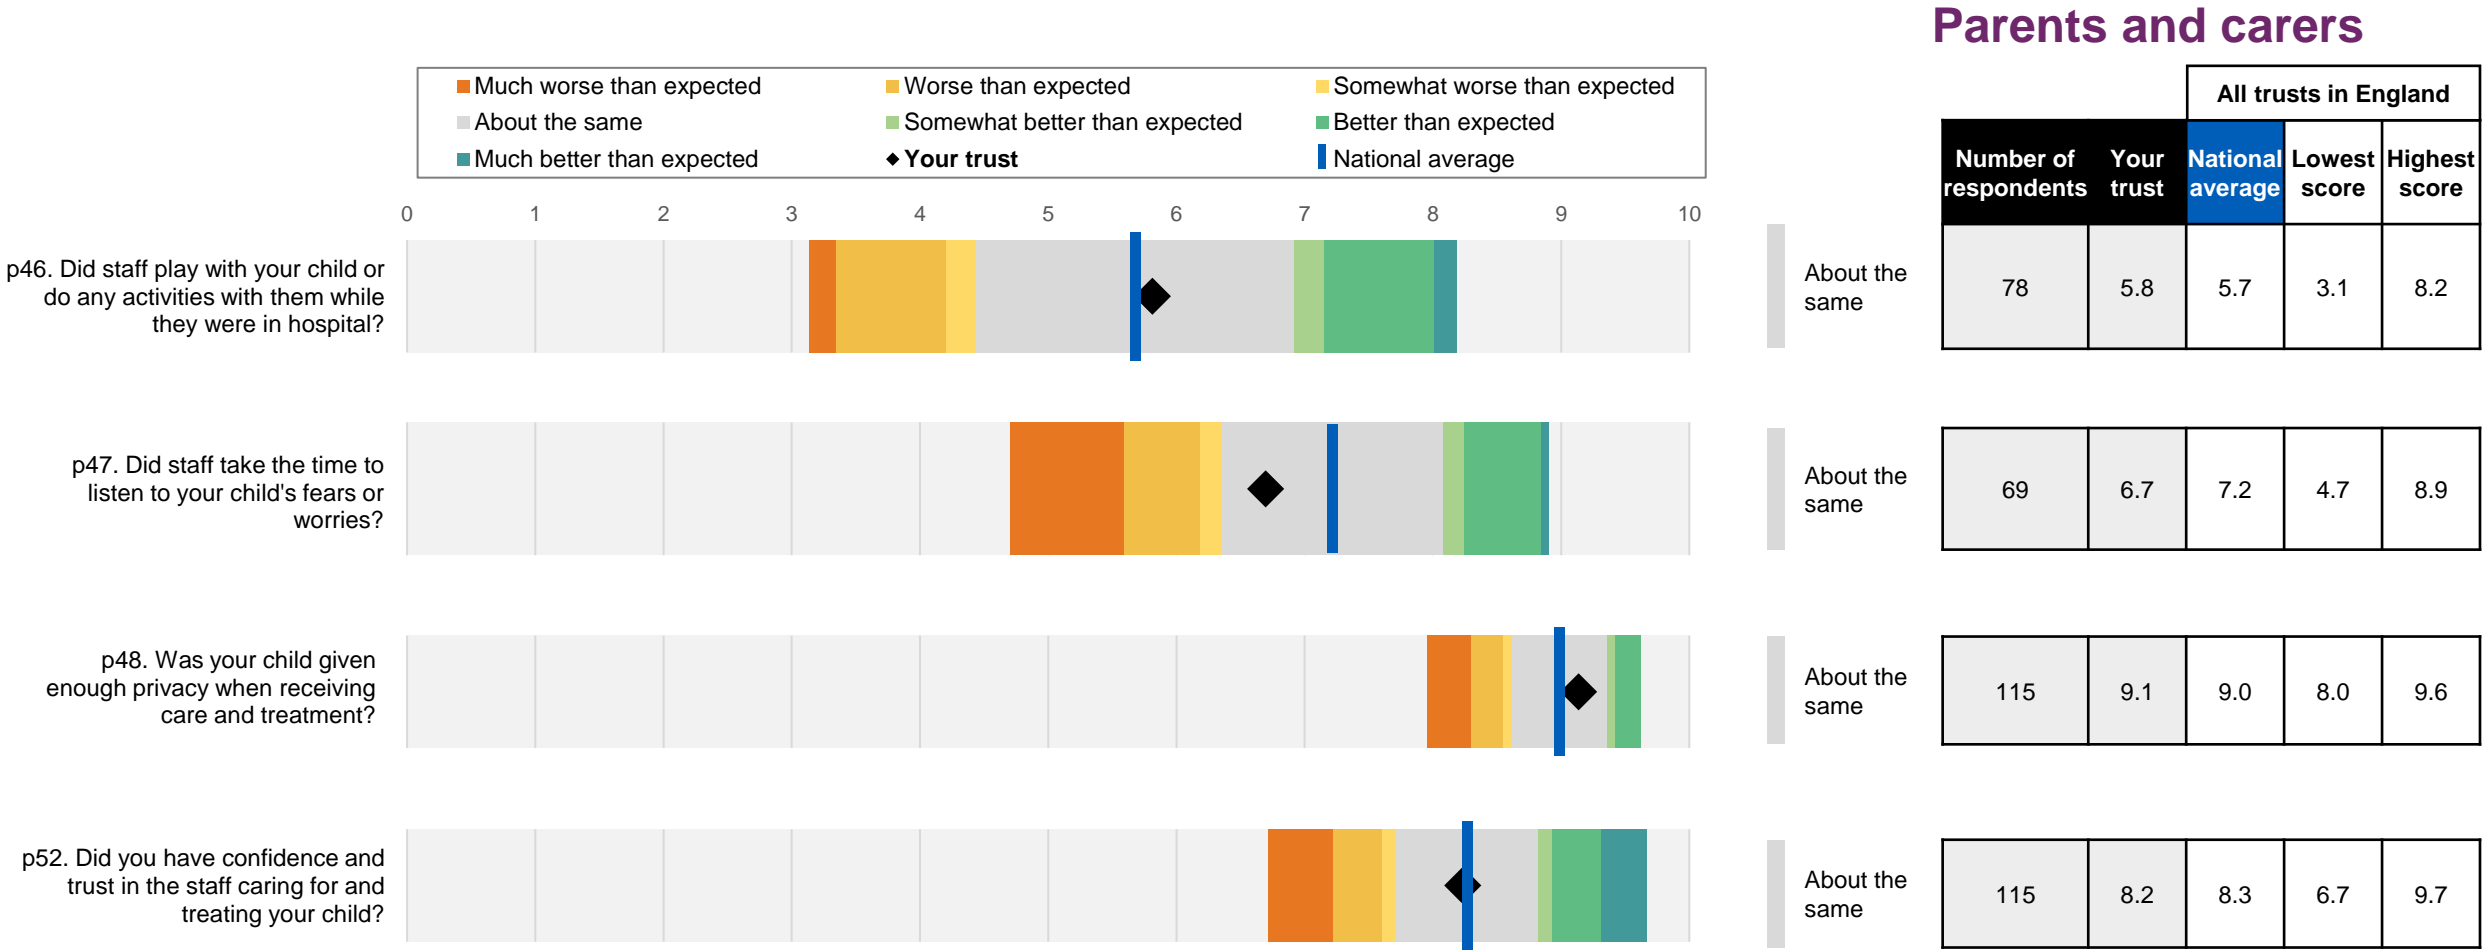 Parents and carers
Much worse than expected
Worse than expected
Somewhat worse than expected
About the same
Somewhat better than expected
Better than expected
Much better than expected
Your trust
National average
All trusts in England
Number of respondents
Your trust
National average
Lowest score
Highest score
0 1 2 3 4 5 6 7 8 9 10
p46. Did staff play with your child or
do any activities with them while
they were in hospital?
About the
same
78 5.8 5.7 3.1 8.2
p47. Did staff take the time to
listen to your child's fears or
worries?
About the
same
69 6.7 7.2 4.7 8.9
p48. Was your child given
enough privacy when receiving
care and treatment?
About the
same
115 9.1 9.0 8.0 9.6
p52. Did you have confidence and
trust in the staff caring for and
treating your child?
About the
same
115 8.2 8.3 6.7 9.7